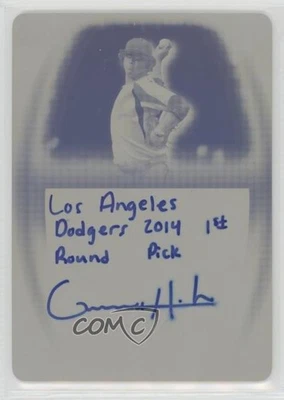 Los Angeles
Dodgers 2014 1st
Round Pick
COMC